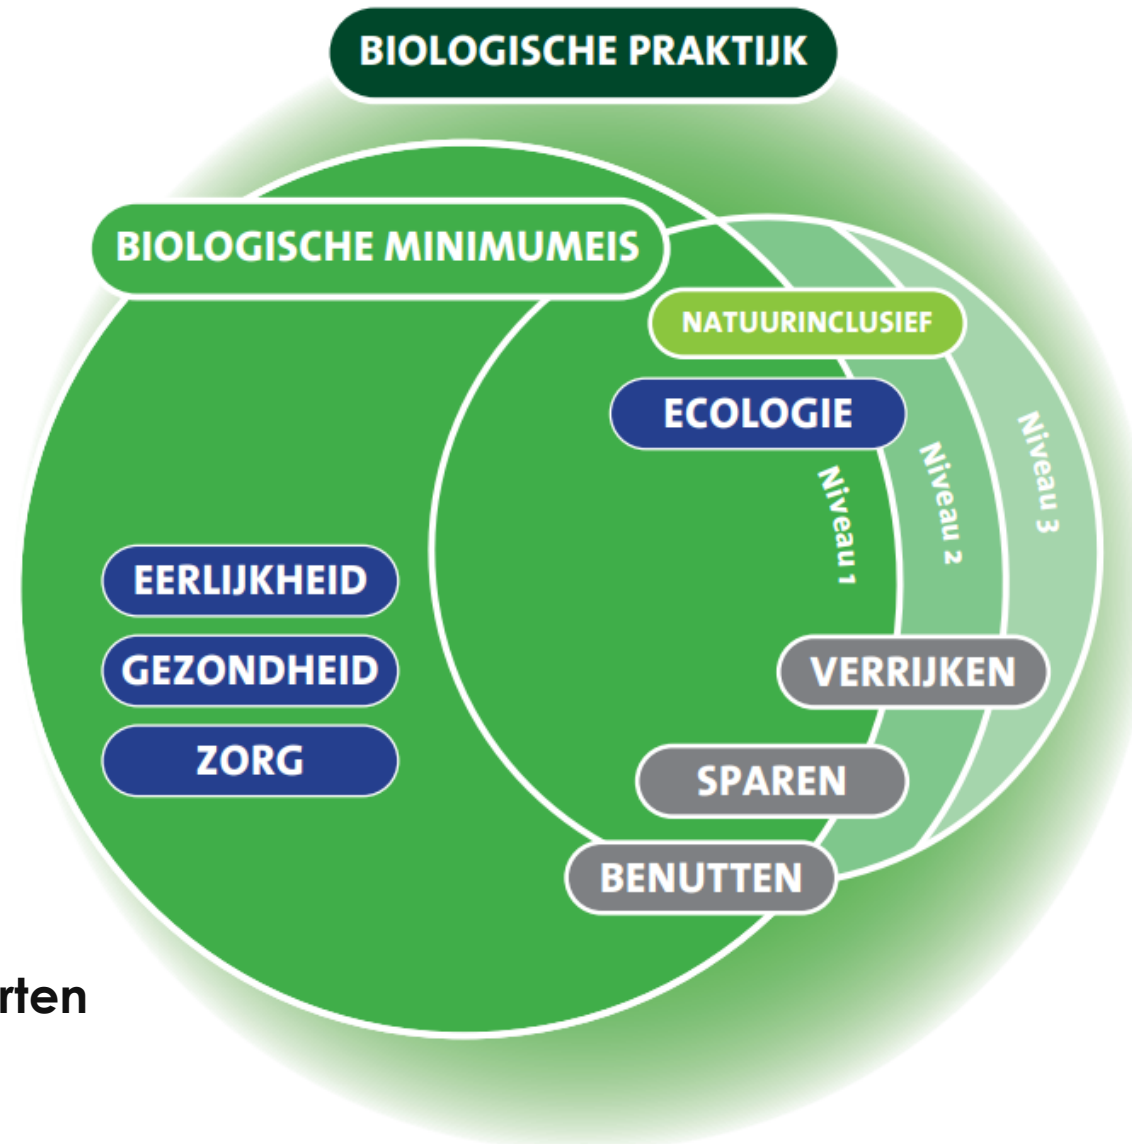 BIOLOGISCHE PRAKTIJK
BIOLOGISCHE MINIMUMEIS
NATUURINCLUSIEF
ECOLOGIE
Niveau 1
Niveau 2
Niveau 3
EERLIJKHEID
GEZONDHEID
ZORG
VERRIJKEN
SPAREN
BENUTTEN
rten